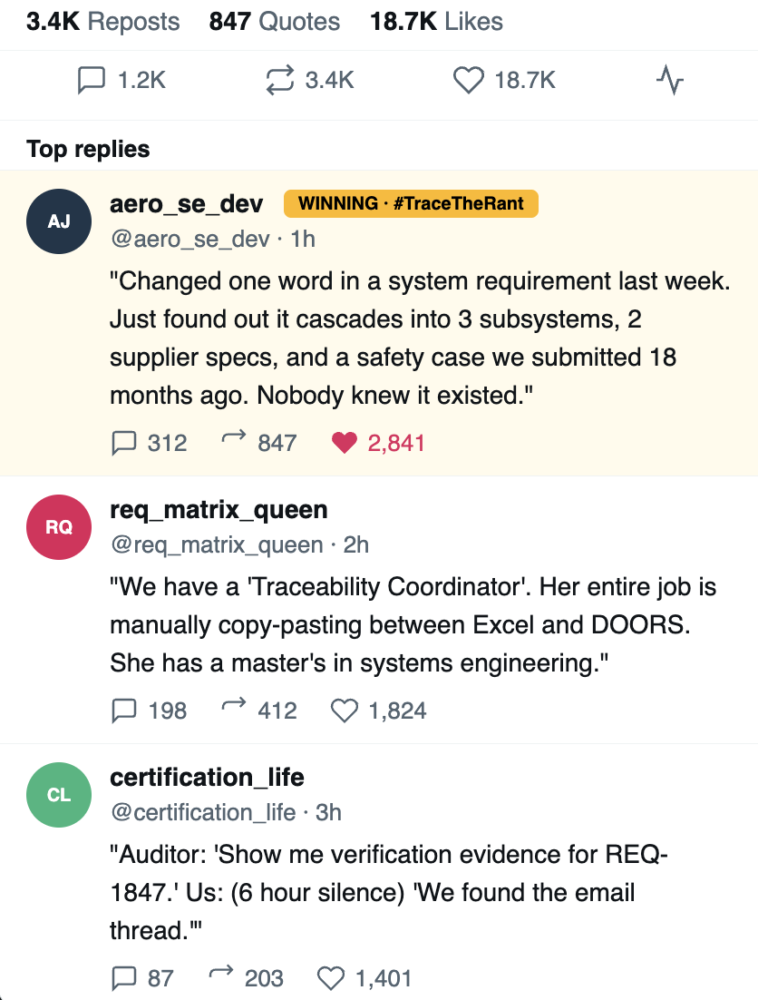 3.4K Reposts 847 Quotes 18.7K Likes
1.2K 3.4K 18.7K
Top replies
AJ
aero_se_dev WINNING · #TraceTheRant
@aero_se_dev · 1h
"Changed one word in a system requirement last week.
Just found out it cascades into 3 subsystems, 2
supplier specs, and a safety case we submitted 18
months ago. Nobody knew it existed."
312 847 2,841
RQ
req_matrix_queen
@req_matrix_queen · 2h
"We have a 'Traceability Coordinator'. Her entire job is
manually copy-pasting between Excel and DOORS.
She has a master's in systems engineering."
198 412 1,824
CL
certification_life
@certification_life · 3h
"Auditor: 'Show me verification evidence for REQ-
1847.' Us: (6 hour silence) 'We found the email
thread.'"
87 203 1,401